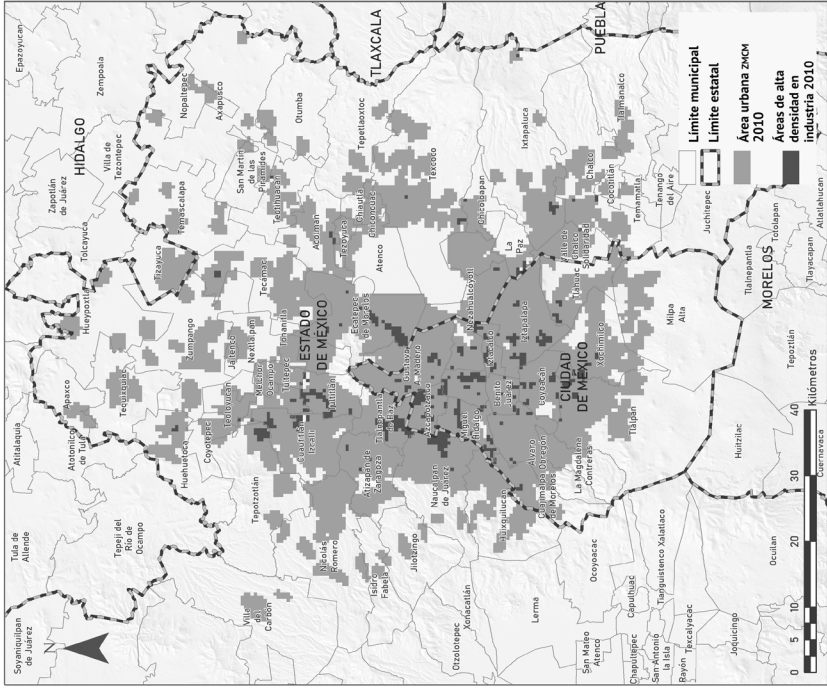 Soyaniquilpan
de Juárez
Tula de
Allende
Atitalaquia
Epazoyucan
Zempoala
HIDALGO
Zapotlán
de Juárez
Villa de
Tezontepec
Tolcayuca
Tepeji del
Río de
Ocampo
Atotonilco
de Tula
Apaxco
Hueypoxtla
Tequixquiac
Tizayuca
Temascalapa
Nopaltepec
Axapusco
Otumba
San Martín
de las
Pirámides
Teotihuacan
Zumpango
Huehuetoca
Coyotepec
Teoloyucan
Jaltenco
Nextlalpan
Tecámac
Tonanitla
Melchor
Ocampo
Tultepec
Tultitlán
Cuautitlán
Izcalli
Tepotzotlán
Villa
del
Carbón
Nicolás
Romero
Isidro
Fabela
Jilotzingo
Atizapán de
Zaragoza
Tlalnepantla
de Baz
ESTADO
DE MÉXICO
Ecatepec
de Morelos
Acolman
Tezoyuca
Atenco
Chiautla
Chiconcuac
Tepetlaoxtoc
Texcoco
TLAXCALA
Gustavo
A. Madero
Azcapotzalco
Naucalpan
de Juárez
Miguel
Hidalgo
Iztacalco
Benito
Juárez
Nezahualcóyotl
Chicoloapan
La
Paz
Iztapalapa
Coyoacán
Álvaro
Obregón
Cuajimalpa
de Morelos
Huixquilucan
La Magdalena
Contreras
CIUDAD
DE MÉXICO
Tlalpan
Xochimilco
Tláhuac
Milpa
Alta
Valle de
Chalco
Solidaridad
Ixtapaluca
Chalco
Cocotitlán
Temamatla
Tlalmanalco
Tenango
del Aire
Juchitepec
PUEBLA
Otzolotepec
Xonacatlán
Lerma
Ocoyoacac
San Mateo
Atenco
Capulhuac
Tianguistenco
Xalatlaco
Chapultepec
San Antonio
la Isla
Rayón
Texcalyacac
Joquicingo
Ocuilan
Huitzilac
Cuernavaca
Tepoztlán
MORELOS
Tlalnepantla
Totolapan
Tlayacapan
Atlatlahucan
N
0
5
10
20
30
40
Kilómetros
Límite municipal
Límite estatal
Área urbana ZMCM
2010
Áreas de alta
densidad en
industria 2010